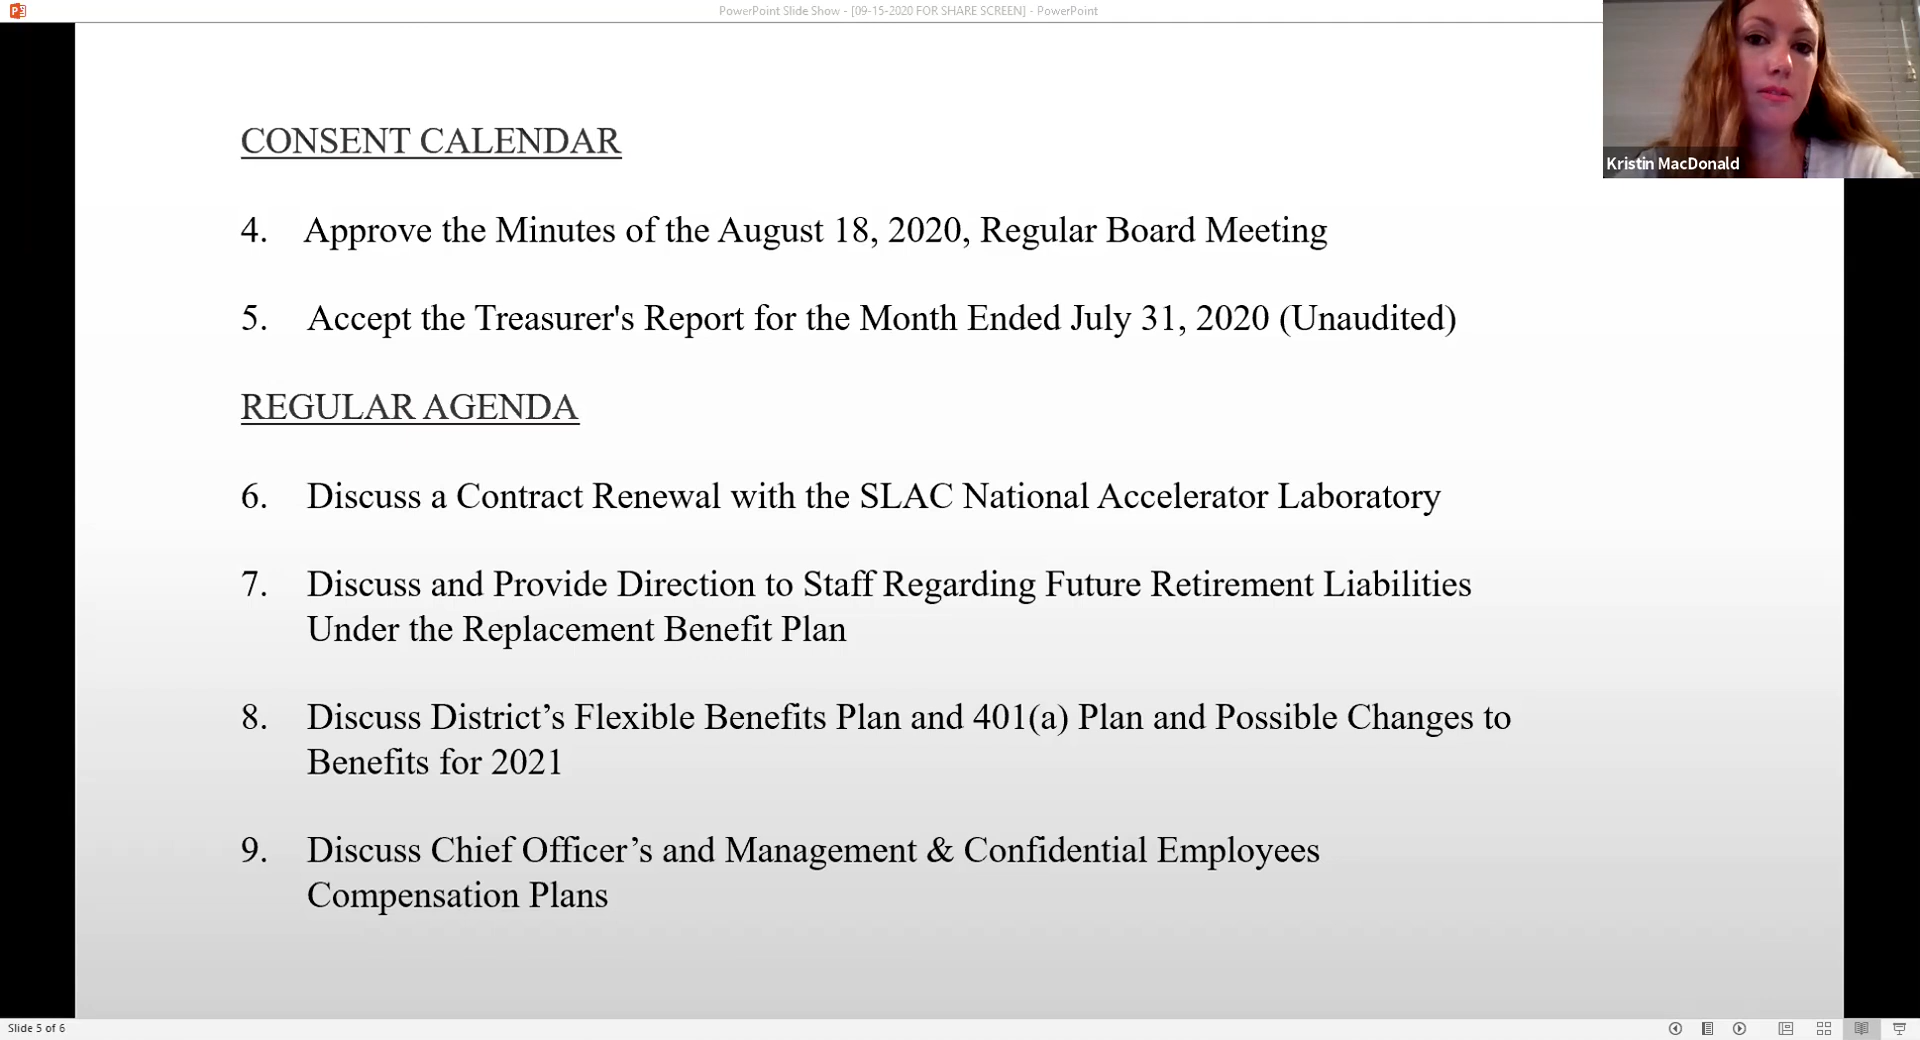 PowerPoint Slide Show - [09-15-2020 FOR SHARE SCREEN] - PowerPoint
Kristin MacDonald
CONSENT CALENDAR
4. Approve the Minutes of the August 18, 2020, Regular Board Meeting
5. Accept the Treasurer's Report for the Month Ended July 31, 2020 (Unaudited)
REGULAR AGENDA
6. Discuss a Contract Renewal with the SLAC National Accelerator Laboratory
7. Discuss and Provide Direction to Staff Regarding Future Retirement Liabilities
Under the Replacement Benefit Plan
8. Discuss District’s Flexible Benefits Plan and 401(a) Plan and Possible Changes to
Benefits for 2021
9. Discuss Chief Officer’s and Management & Confidential Employees
Compensation Plans
Slide 5 of 6